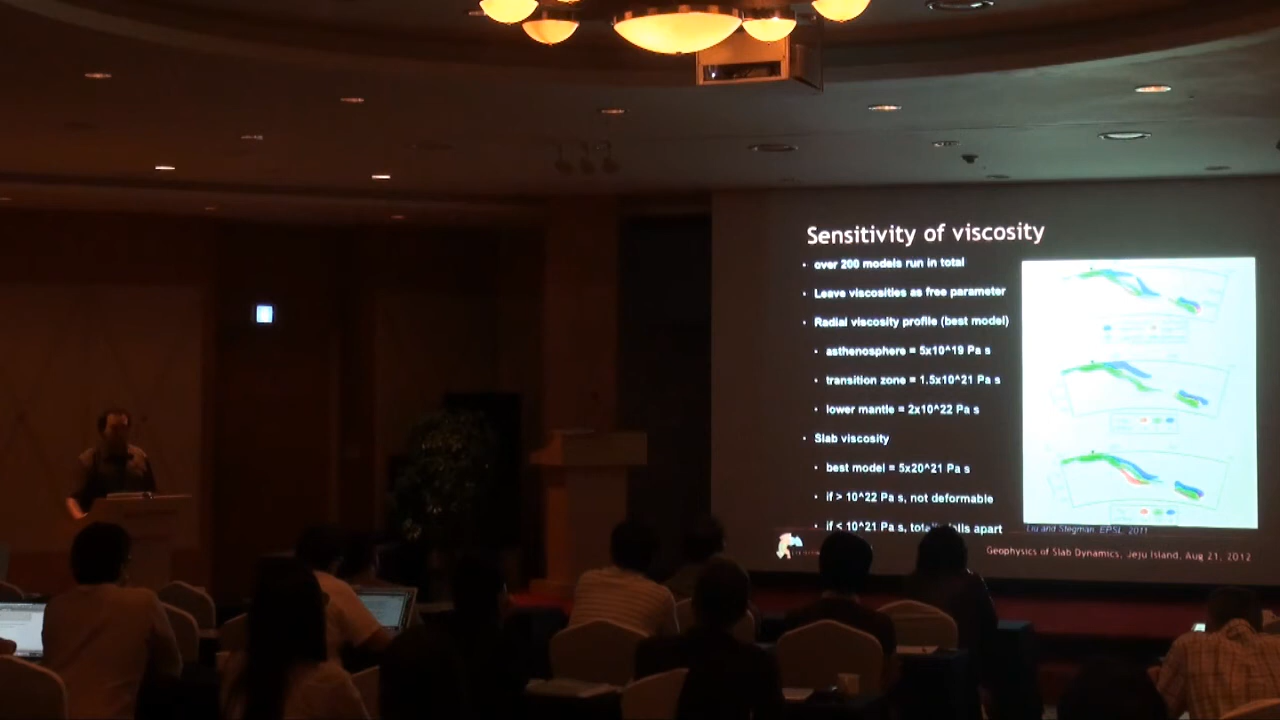 Sensitivity of viscosity
• over 200 models run in total
• Leave viscosities as free parameter
• Radial viscosity profile (best model)
• asthenosphere = 5x10^19 Pa s
• transition zone = 1.5x10^21 Pa s
• lower mantle = 2x10^22 Pa s
• Slab viscosity
• best model = 5x20^21 Pa s
• if > 10^22 Pa s, not deformable
• if < 10^21 Pa s, totally falls apart
Liu and Stegman, EPSL, 2011
Geophysics of Slab Dynamics, Jeju Island, Aug 21, 2012